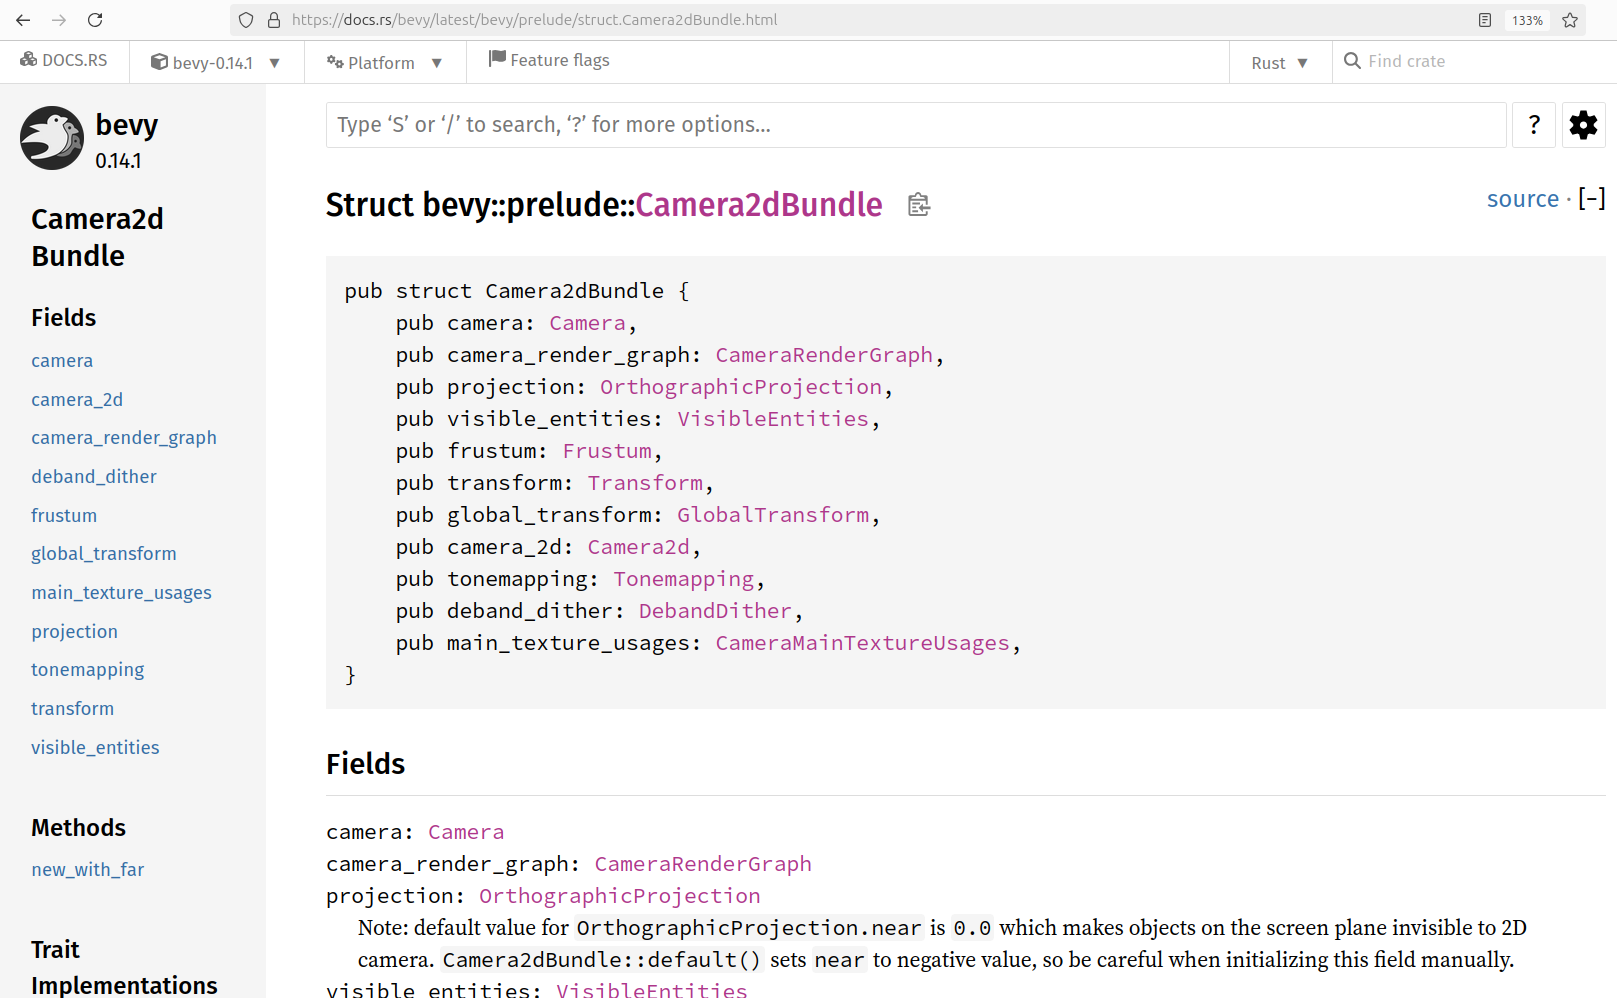 https://docs.rs/bevy/latest/bevy/prelude/struct.Camera2dBundle.html
133%
DOCS.RS
bevy-0.14.1 ▼
Platform ▼
Feature flags
Rust ▼
Find crate
bevy
0.14.1
Camera2d
Bundle
Fields
camera
camera_2d
camera_render_graph
deband_dither
frustum
global_transform
main_texture_usages
projection
tonemapping
transform
visible_entities
Methods
new_with_far
Trait
Implementations
Type ‘S’ or ‘/’ to search, ‘?’ for more options…
?
Struct bevy::prelude::Camera2dBundle
source · [−]
pub struct Camera2dBundle {
    pub camera: Camera,
    pub camera_render_graph: CameraRenderGraph,
    pub projection: OrthographicProjection,
    pub visible_entities: VisibleEntities,
    pub frustum: Frustum,
    pub transform: Transform,
    pub global_transform: GlobalTransform,
    pub camera_2d: Camera2d,
    pub tonemapping: Tonemapping,
    pub deband_dither: DebandDither,
    pub main_texture_usages: CameraMainTextureUsages,
}
Fields
camera: Camera
camera_render_graph: CameraRenderGraph
projection: OrthographicProjection
Note: default value for OrthographicProjection.near is 0.0 which makes objects on the screen plane invisible to 2D
camera. Camera2dBundle::default() sets near to negative value, so be careful when initializing this field manually.
visible_entities: VisibleEntities